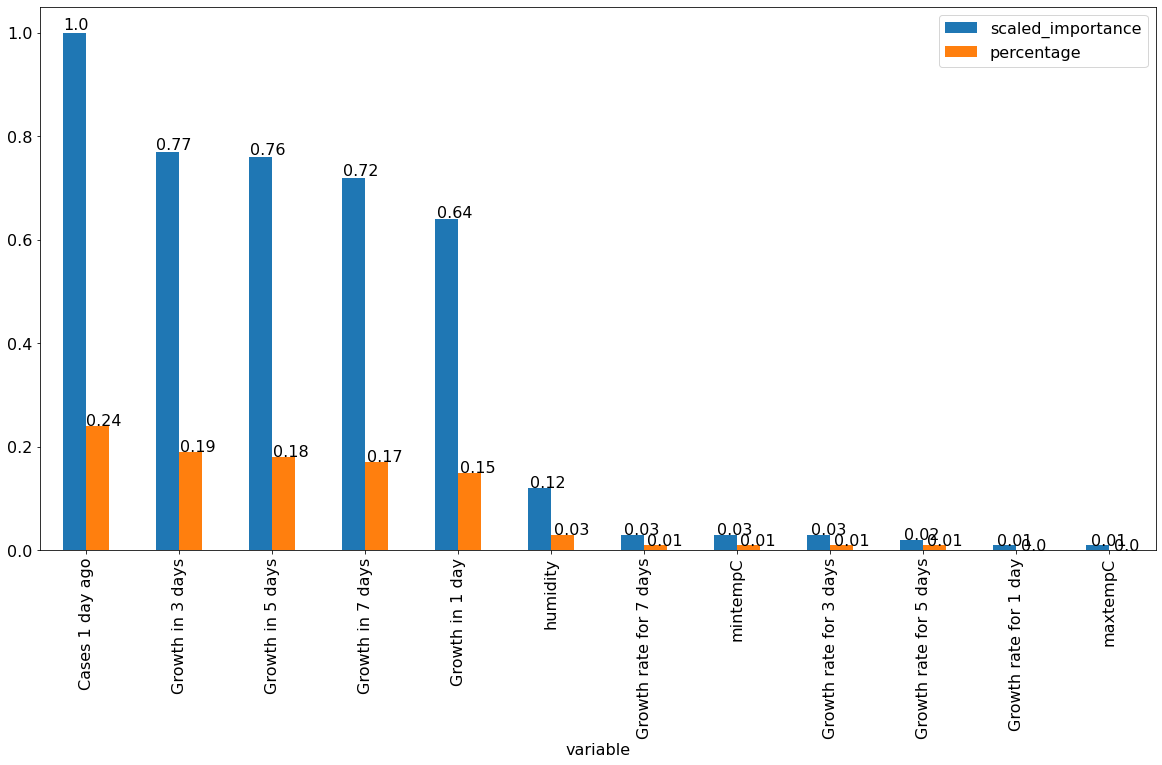 scaled_importance
percentage
1.0
0.8
0.6
0.4
0.2
0.0
1.0
0.24
0.77
0.19
0.76
0.18
0.72
0.17
0.64
0.15
0.12
0.03
0.03
0.01
0.03
0.01
0.03
0.01
0.02
0.01
0.01
0.0
0.01
0.0
Cases 1 day ago
Growth in 3 days
Growth in 5 days
Growth in 7 days
Growth in 1 day
humidity
Growth rate for 7 days
mintempC
Growth rate for 3 days
Growth rate for 5 days
Growth rate for 1 day
maxtempC
variable